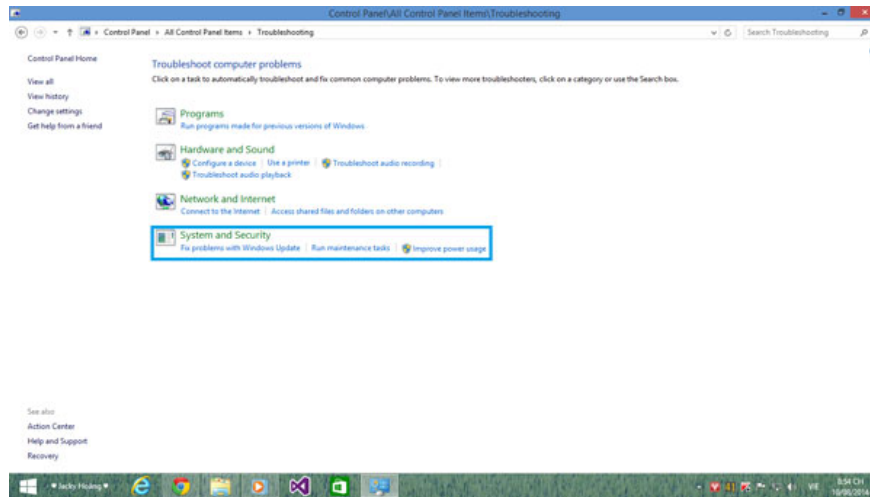 Control Panel\All Control Panel Items\Troubleshooting
Control Panel All Control Panel Items Troubleshooting
Search Troubleshooting
Control Panel Home
View all
View history
Change settings
Get help from a friend
Troubleshoot computer problems
Click on a task to automatically troubleshoot and fix common computer problems. To view more troubleshooters, click on a category or use the Search box.
Programs
Run programs made for previous versions of Windows
Hardware and Sound
Configure a device Use a printer Troubleshoot audio recording
Troubleshoot audio playback
Network and Internet
Connect to the Internet Access shared files and folders on other computers
System and Security
Fix problems with Windows Update Run maintenance tasks Improve power usage
See also
Action Center
Help and Support
Recovery
Jacky Hoàng
41
VIE
8:54 CH